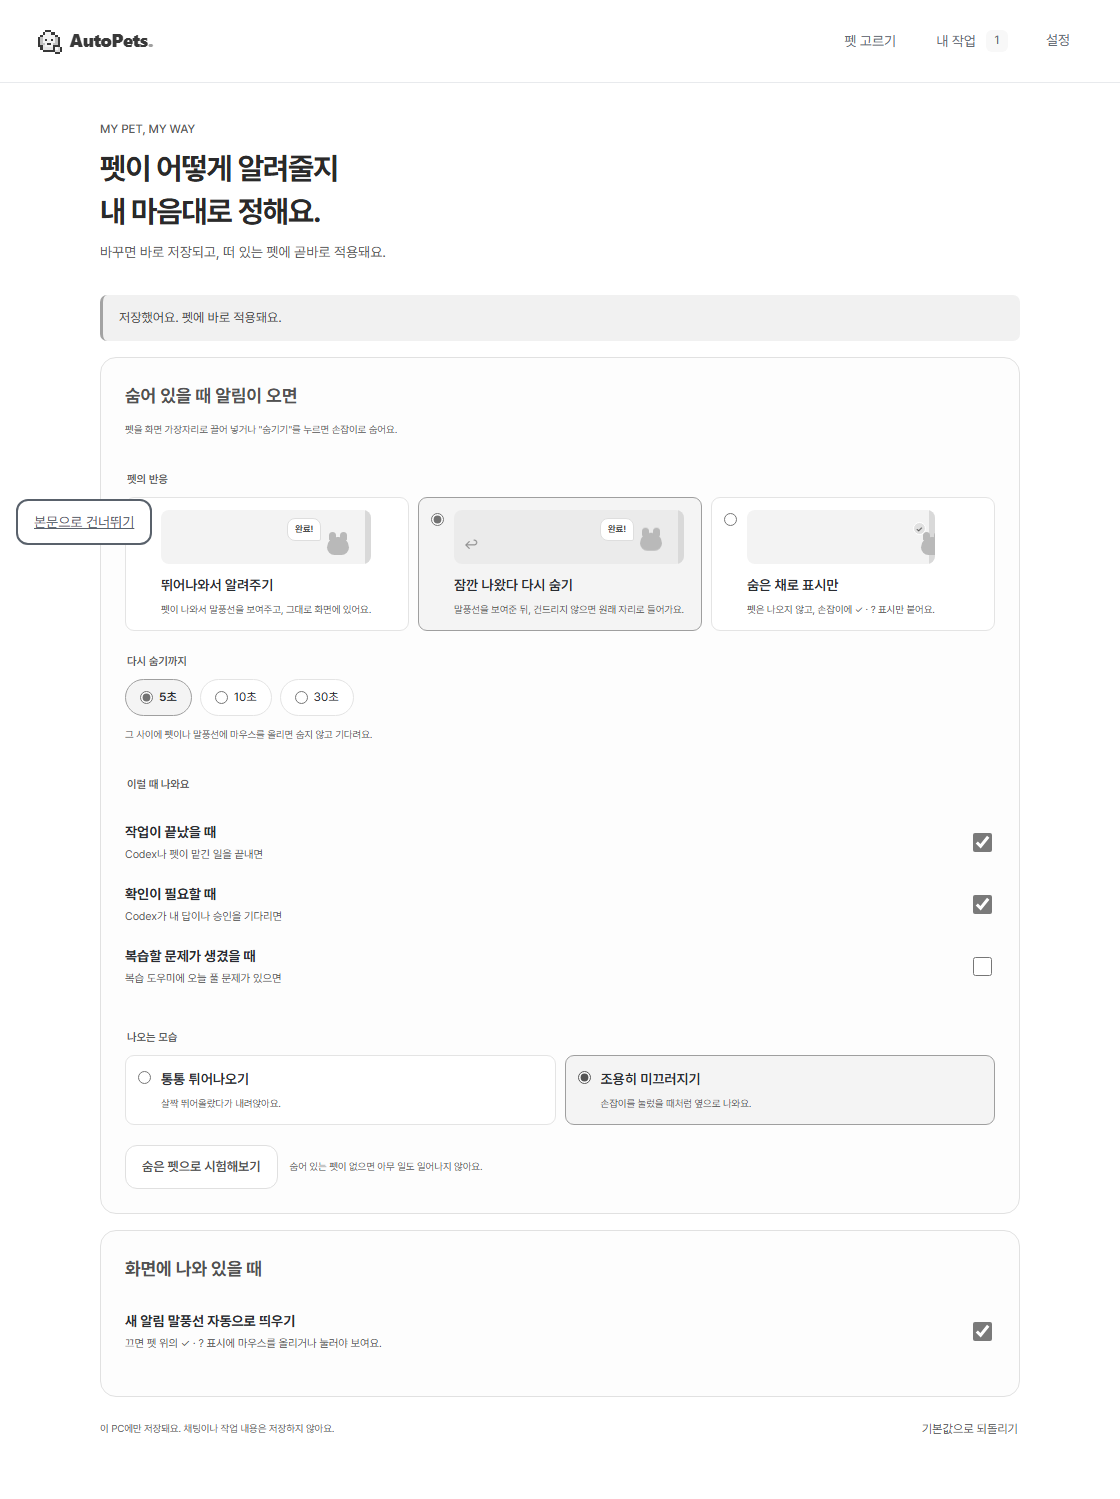 AutoPets.
펫 고르기
내 작업 1
설정
MY PET, MY WAY
펫이 어떻게 알려줄지
내 마음대로 정해요.
바꾸면 바로 저장되고, 떠 있는 펫에 곧바로 적용돼요.
저장했어요. 펫에 바로 적용돼요.
숨어 있을 때 알림이 오면
펫을 화면 가장자리로 끌어 넣거나 "숨기기"를 누르면 손잡이로 숨어요.
펫의 반응
본문으로 건너뛰기
완료!
뛰어나와서 알려주기
펫이 나와서 말풍선을 보여주고, 그대로 화면에 있어요.
완료!
잠깐 나왔다 다시 숨기
말풍선을 보여준 뒤, 건드리지 않으면 원래 자리로 들어가요.
숨은 채로 표시만
펫은 나오지 않고, 손잡이에 ✓ · ? 표시만 붙어요.
다시 숨기까지
5초
10초
30초
그 사이에 펫이나 말풍선에 마우스를 올리면 숨지 않고 기다려요.
이럴 때 나와요
작업이 끝났을 때
Codex나 펫이 맡긴 일을 끝내면
확인이 필요할 때
Codex가 내 답이나 승인을 기다리면
복습할 문제가 생겼을 때
복습 도우미에 오늘 풀 문제가 있으면
나오는 모습
통통 튀어나오기
살짝 뛰어올랐다가 내려앉아요.
조용히 미끄러지기
손잡이를 눌렀을 때처럼 옆으로 나와요.
숨은 펫으로 시험해보기
숨어 있는 펫이 없으면 아무 일도 일어나지 않아요.
화면에 나와 있을 때
새 알림 말풍선 자동으로 띄우기
끄면 펫 위의 ✓ · ? 표시에 마우스를 올리거나 눌러야 보여요.
이 PC에만 저장돼요. 채팅이나 작업 내용은 저장하지 않아요.
기본값으로 되돌리기